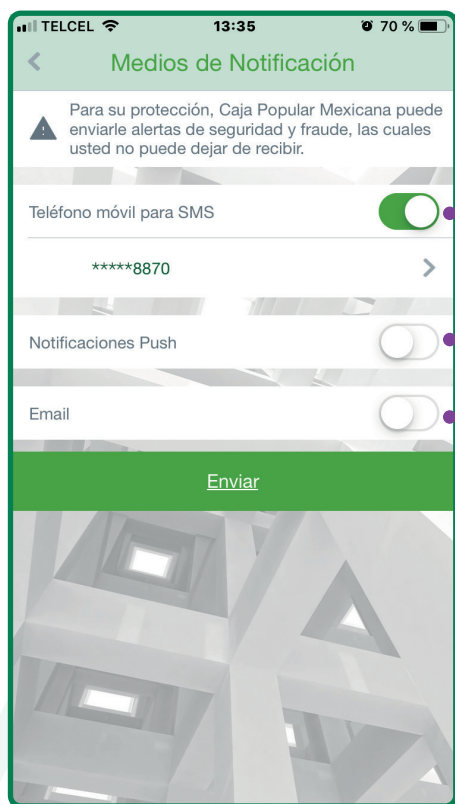 TELCEL 13:35 70 %
Medios de Notificación
Para su protección, Caja Popular Mexicana puede
enviarle alertas de seguridad y fraude, las cuales
usted no puede dejar de recibir.
Teléfono móvil para SMS
*****8870
Notificaciones Push
Email
Enviar